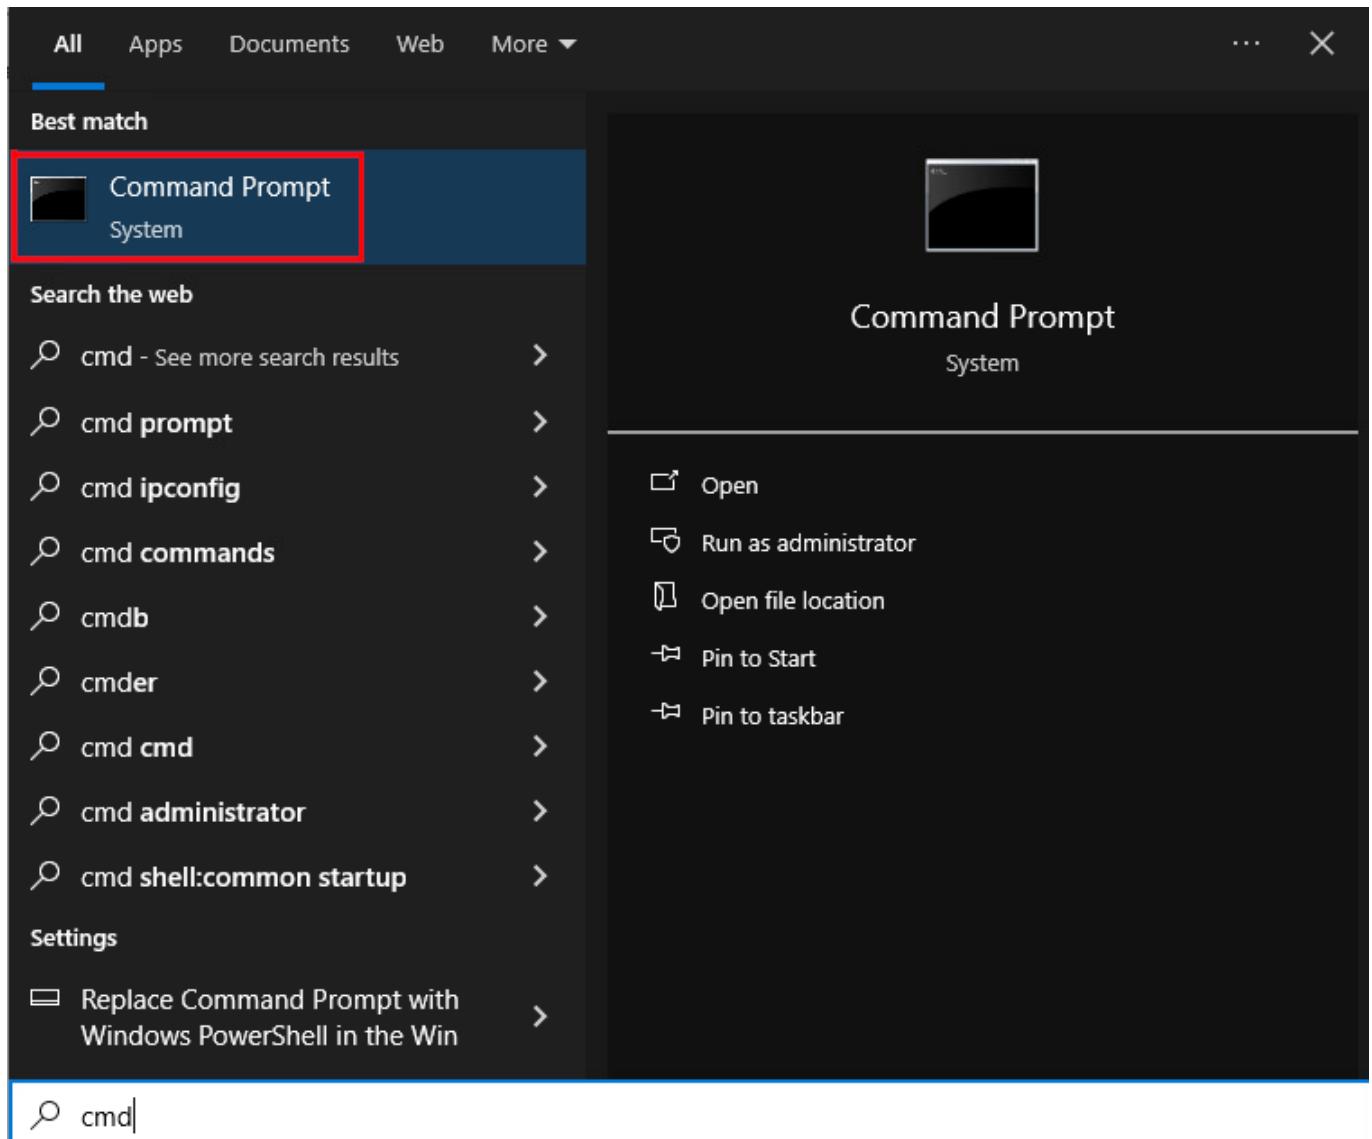 All Apps Documents Web More
Best match
Command Prompt
System
Search the web
cmd - See more search results
cmd prompt
cmd ipconfig
cmd commands
cmdb
cmder
cmd cmd
cmd administrator
cmd shell:common startup
Settings
Replace Command Prompt with
Windows PowerShell in the Win
cmd
Command Prompt
System
Open
Run as administrator
Open file location
Pin to Start
Pin to taskbar